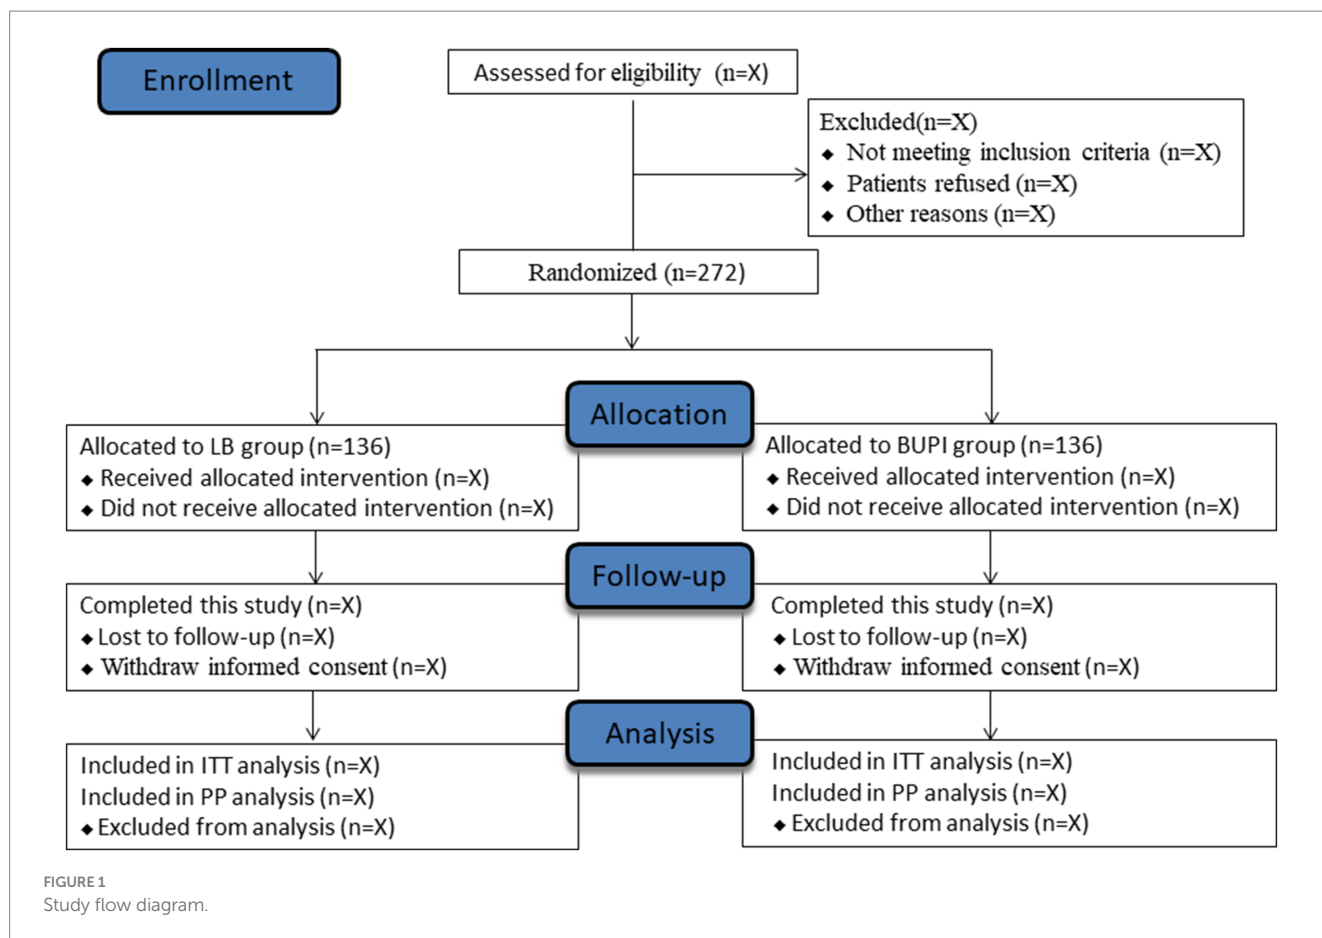 Enrollment
Assessed for eligibility (n=X)
Excluded(n=X)
◆ Not meeting inclusion criteria (n=X)
◆ Patients refused (n=X)
◆ Other reasons (n=X)
Randomized (n=272)
Allocation
Allocated to LB group (n=136)
◆ Received allocated intervention (n=X)
◆ Did not receive allocated intervention (n=X)
Allocated to BUPI group (n=136)
◆ Received allocated intervention (n=X)
◆ Did not receive allocated intervention (n=X)
Follow-up
Completed this study (n=X)
◆ Lost to follow-up (n=X)
◆ Withdraw informed consent (n=X)
Completed this study (n=X)
◆ Lost to follow-up (n=X)
◆ Withdraw informed consent (n=X)
Analysis
Included in ITT analysis (n=X)
Included in PP analysis (n=X)
◆ Excluded from analysis (n=X)
Included in ITT analysis (n=X)
Included in PP analysis (n=X)
◆ Excluded from analysis (n=X)
FIGURE 1
Study flow diagram.